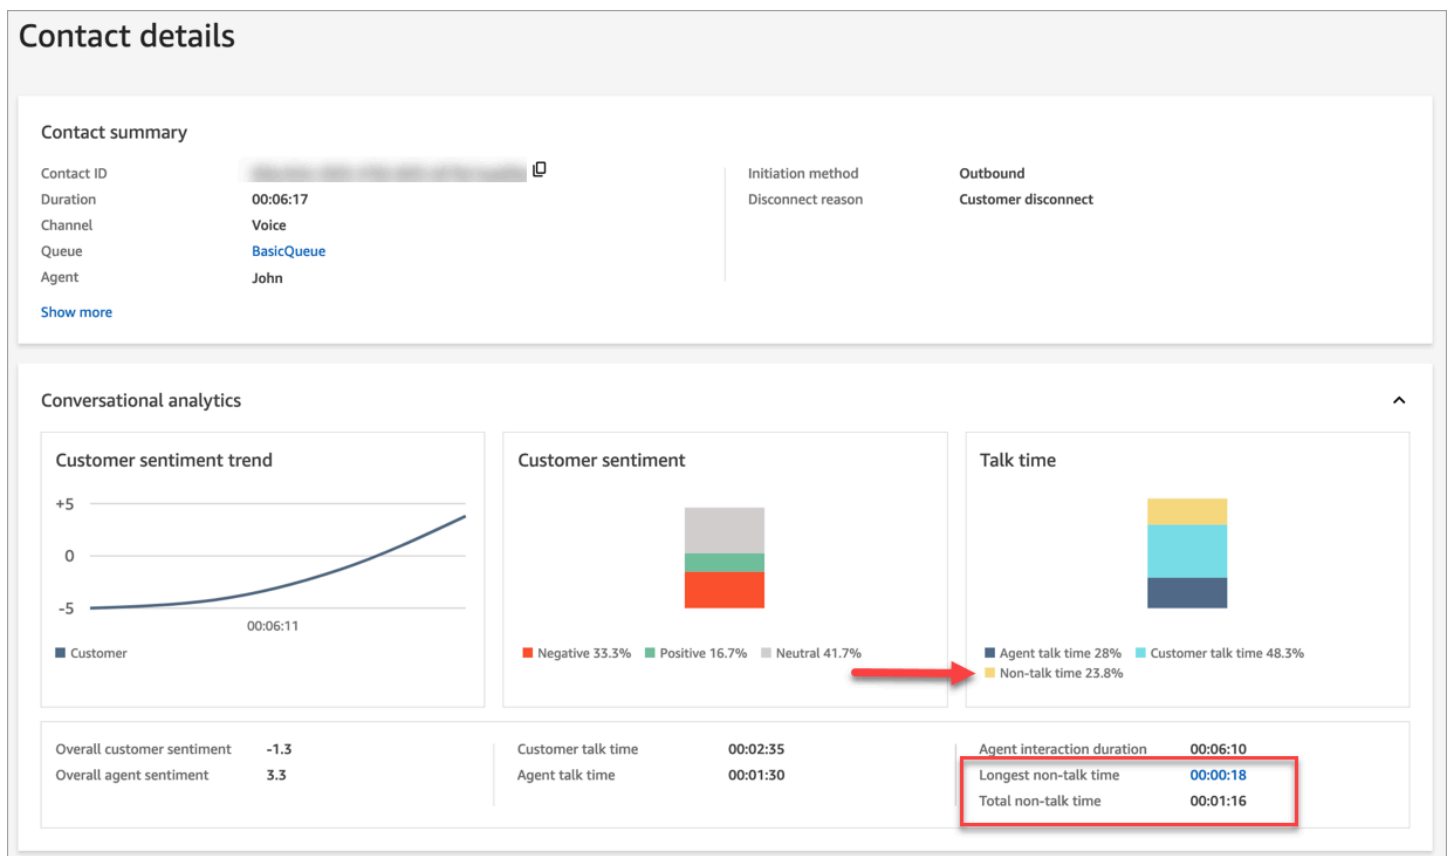 Contact details
Contact summary
Contact ID
Duration 00:06:17
Channel Voice
Queue BasicQueue
Agent John
Show more
Initiation method Outbound
Disconnect reason Customer disconnect
Conversational analytics
Customer sentiment trend
+5
0
-5
00:06:11
Customer
Customer sentiment
Negative 33.3% Positive 16.7% Neutral 41.7%
Talk time
Agent talk time 28% Customer talk time 48.3%
Non-talk time 23.8%
Overall customer sentiment -1.3
Overall agent sentiment 3.3
Customer talk time 00:02:35
Agent talk time 00:01:30
Agent interaction duration 00:06:10
Longest non-talk time 00:00:18
Total non-talk time 00:01:16